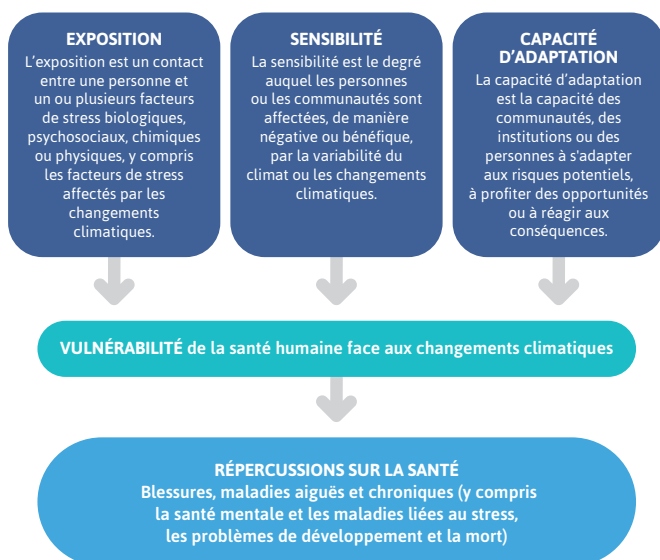 EXPOSITION
L'exposition est un contact
entre une personne et
un ou plusieurs facteurs
de stress biologiques,
psychosociaux, chimiques
ou physiques, y compris
les facteurs de stress
affectés par les
changements
climatiques.
SENSIBILITÉ
La sensibilité est le degré
auquel les personnes
ou les communautés sont
affectées, de manière
négative ou bénéfique,
par la variabilité du
climat ou les changements
climatiques.
CAPACITÉ
D'ADAPTATION
La capacité d'adaptation
est la capacité des
communautés, des
institutions ou des
personnes à s'adapter
aux risques potentiels,
à profiter des opportunités
ou à réagir aux
conséquences.
VULNÉRABILITÉ de la santé humaine face aux changements climatiques
RÉPERCUSSIONS SUR LA SANTÉ
Blessures, maladies aiguës et chroniques (y compris
la santé mentale et les maladies liées au stress,
les problèmes de développement et la mort)